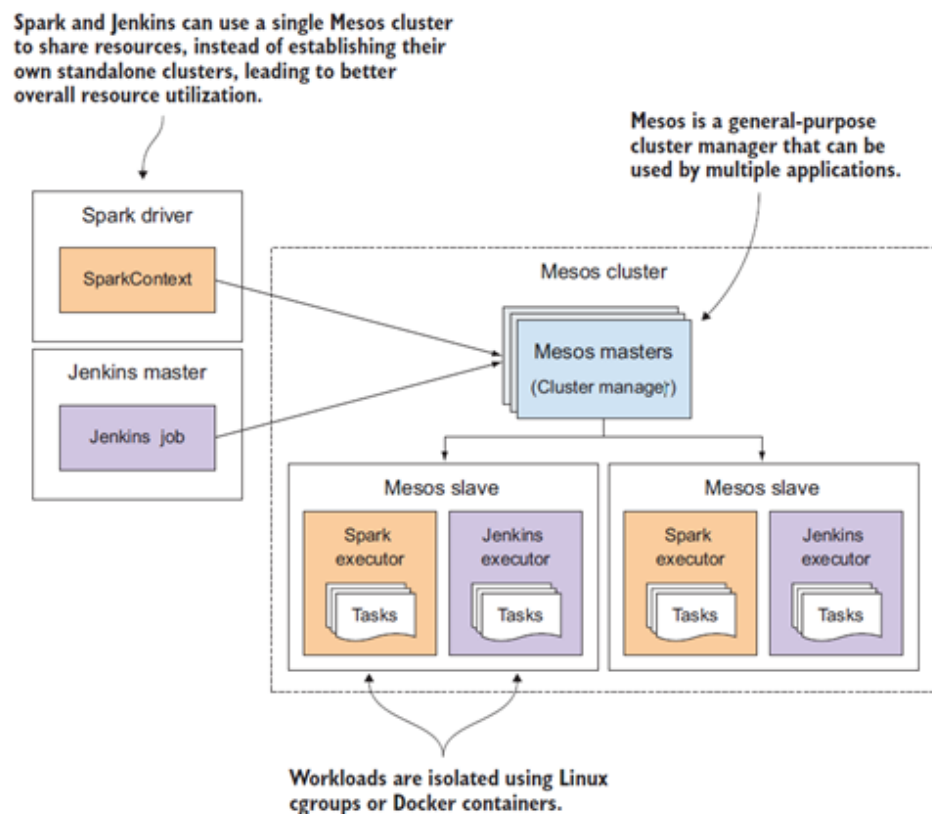 Spark and Jenkins can use a single Mesos cluster
to share resources, instead of establishing their
own standalone clusters, leading to better
overall resource utilization.
Mesos is a general-purpose
cluster manager that can be
used by multiple applications.
Spark driver
SparkContext
Jenkins master
Jenkins job
Mesos cluster
Mesos masters
(Cluster manager)
Mesos slave
Spark
executor
Tasks
Jenkins
executor
Tasks
Mesos slave
Spark
executor
Tasks
Jenkins
executor
Tasks
Workloads are isolated using Linux
cgroups or Docker containers.